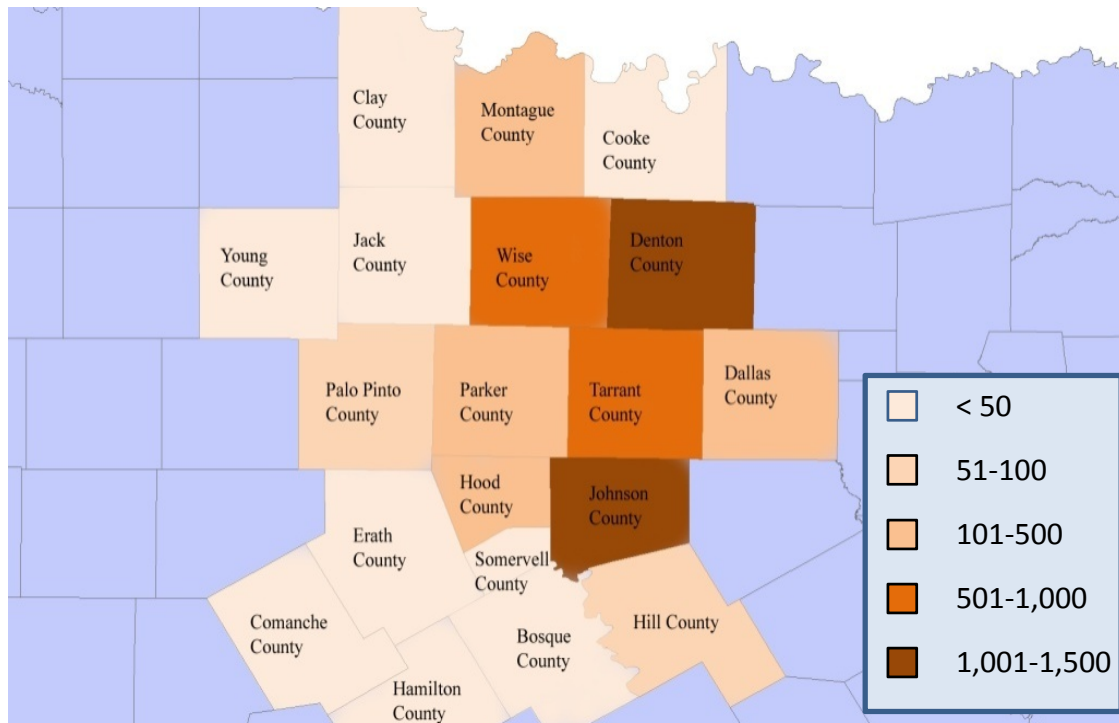 Clay
County
Montague
County
Cooke
County
Young
County
Jack
County
Wise
County
Denton
County
Palo Pinto
County
Parker
County
Tarrant
County
Dallas
County
Hood
County
Johnson
County
Erath
County
Somervell
County
Comanche
County
Bosque
County
Hill County
Hamilton
County
< 50
51-100
101-500
501-1,000
1,001-1,500